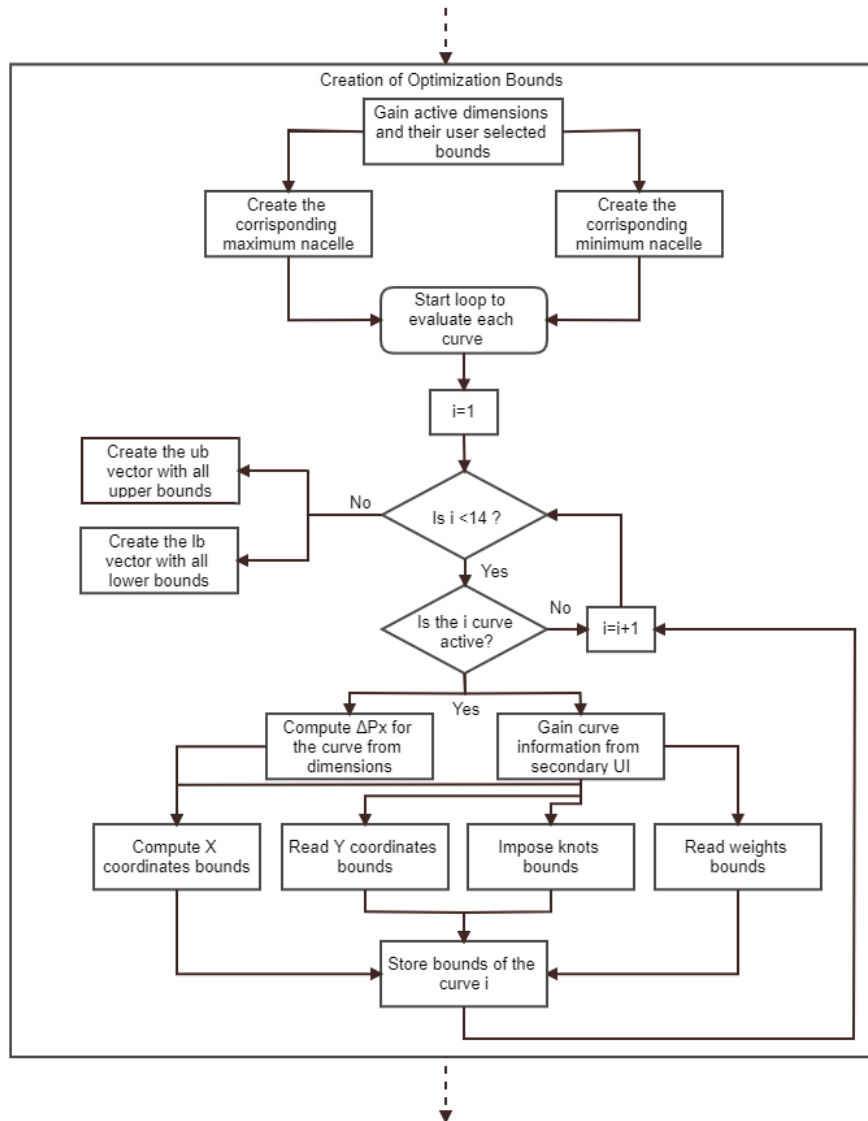 Creation of Optimization Bounds
Gain active dimensions
and their user selected
bounds
Create the
corrisponding
maximum nacelle
Create the
corrisponding
minimum nacelle
Start loop to
evaluate each
curve
i=1
Create the ub
vector with all
upper bounds
No
Is i <14 ?
Create the lb
vector with all
lower bounds
Yes
Is the i curve
active?
No
i=i+1
Yes
Compute ΔPx for
the curve from
dimensions
Gain curve
information from
secondary UI
Compute X
coordinates bounds
Read Y coordinates
bounds
Impose knots
bounds
Read weights
bounds
Store bounds of the
curve i